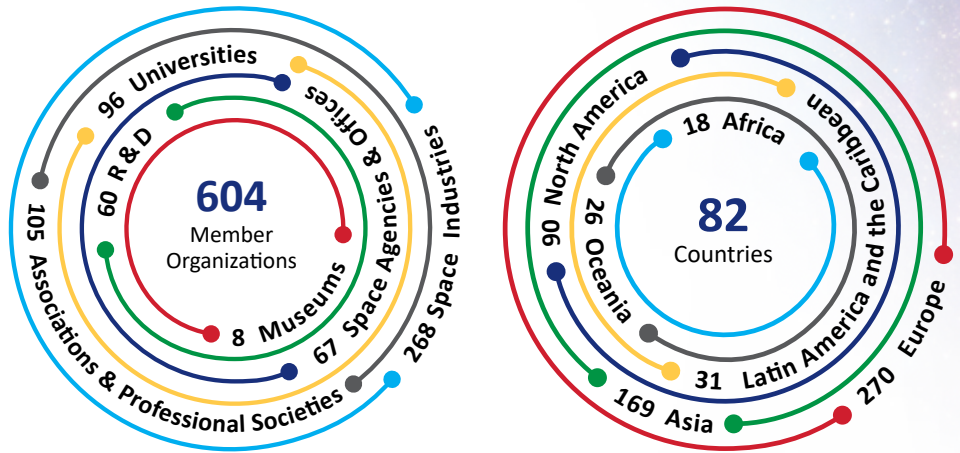 604
Member
Organizations
96 Universities
60 R & D
8 Museums
67 Space Agencies & Offices
268 Space Industries
105 Associations & Professional Societies
82
Countries
18 Africa
26 Oceania
31 Latin America and the Caribbean
90 North America
169 Asia
270 Europe